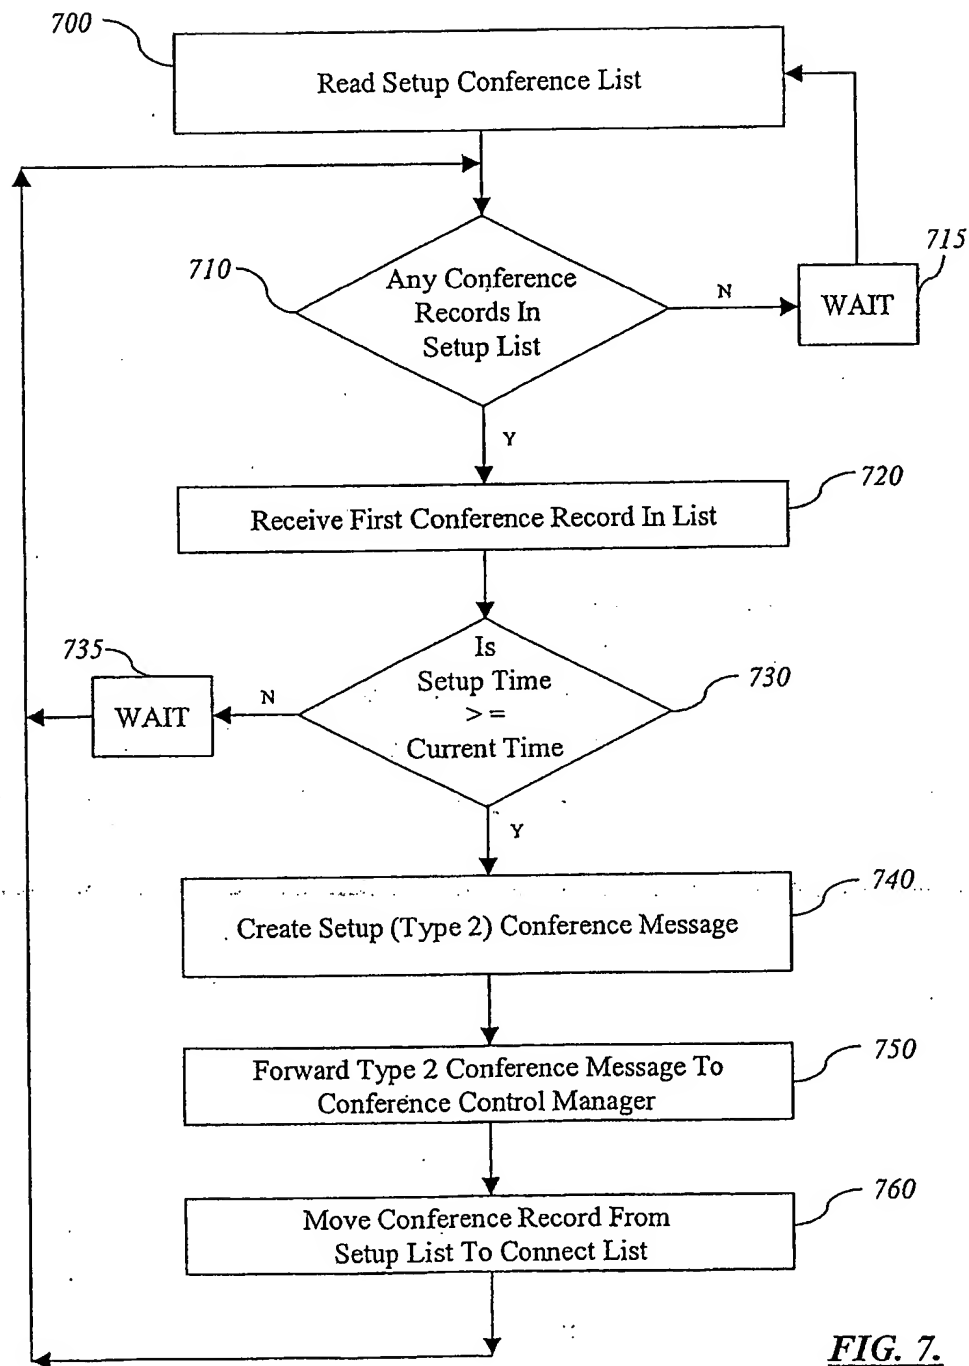 700
Read Setup Conference List
710
Any Conference
Records In
Setup List
N
715
WAIT
Y
720
Receive First Conference Record In List
735
WAIT
N
Is
Setup Time
>=
Current Time
730
Y
740
Create Setup (Type 2) Conference Message
750
Forward Type 2 Conference Message To
Conference Control Manager
760
Move Conference Record From
Setup List To Connect List
FIG. 7.